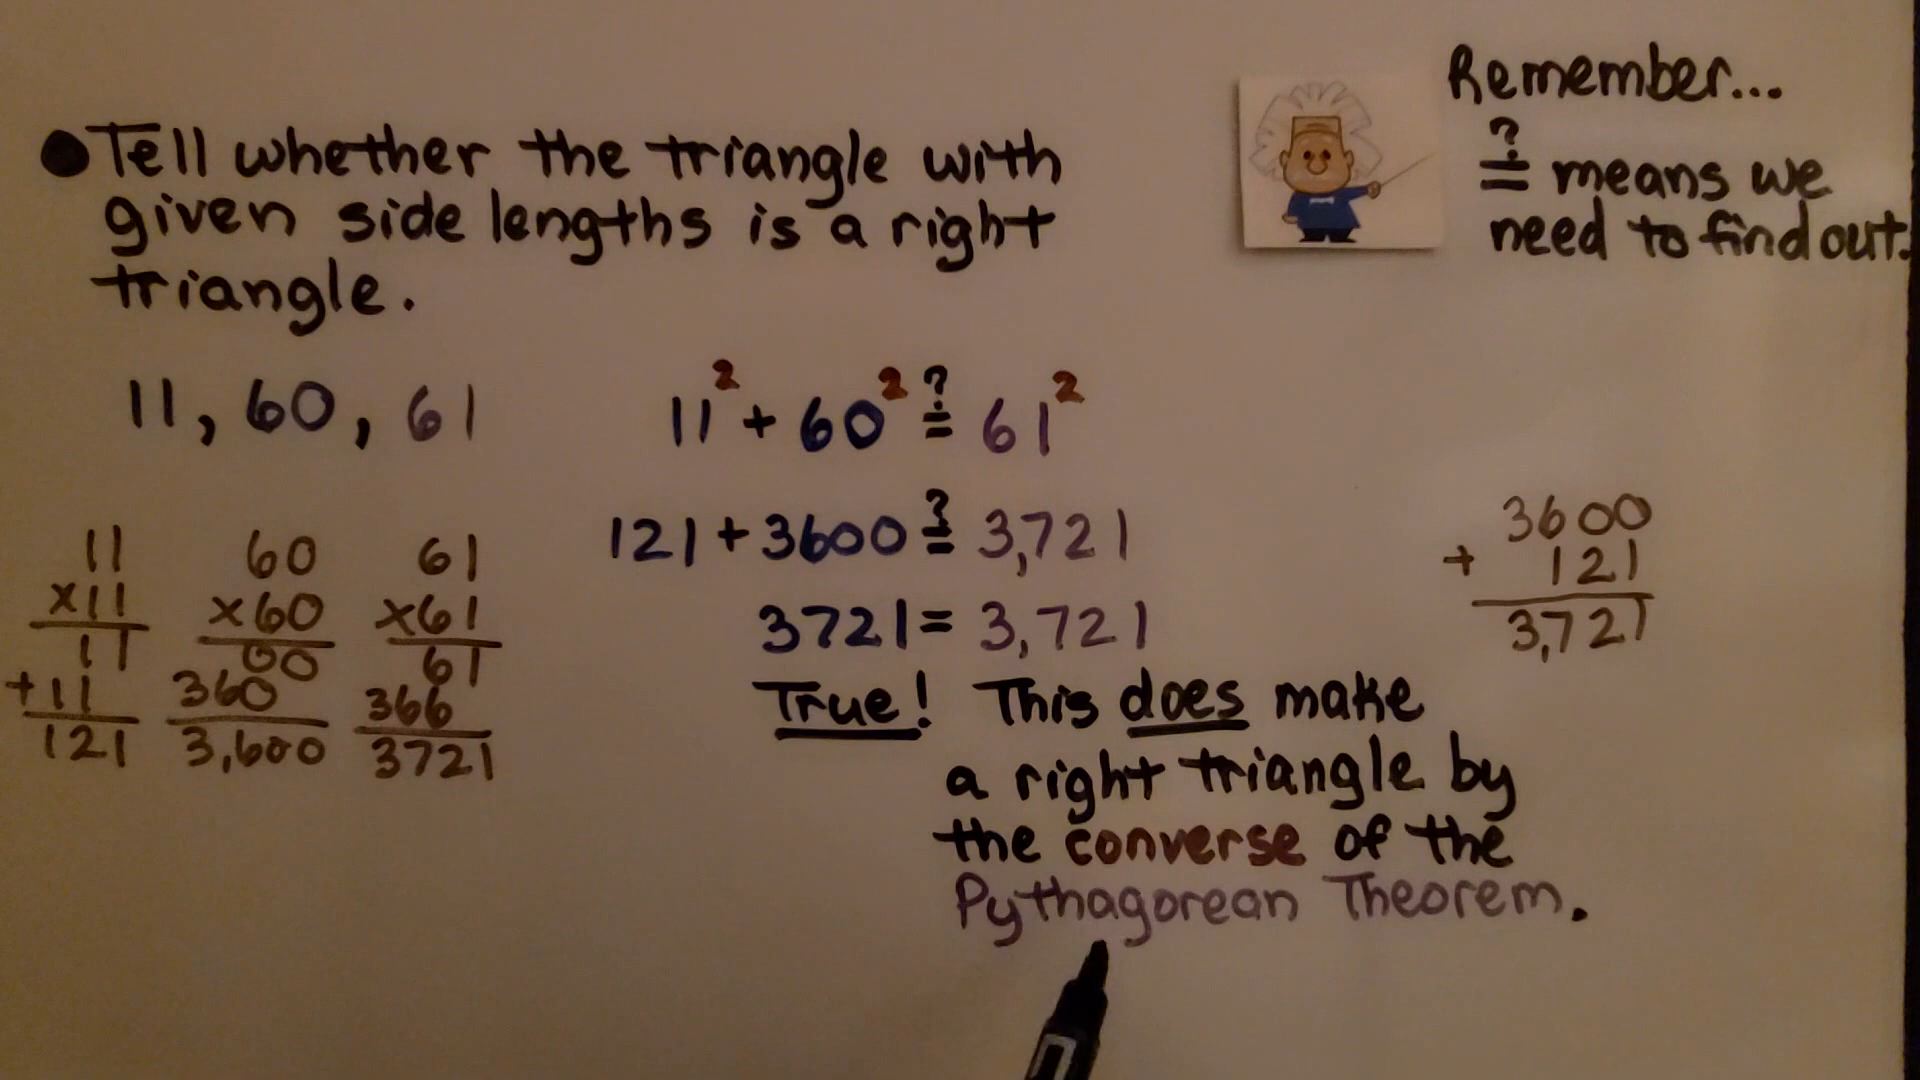 Remember...
≟ means we
need to find out.
● Tell whether the triangle with
given side lengths is a right
triangle.
11, 60, 61
11² + 60² ≟ 61²
121 + 3600 ≟ 3,721
3721 = 3,721
True! This does make
a right triangle by
the converse of the
Pythagorean Theorem.
11
x11
11
+11
121
60
x60
00
360
3,600
61
x61
61
366
3721
3600
+ 121
3,721